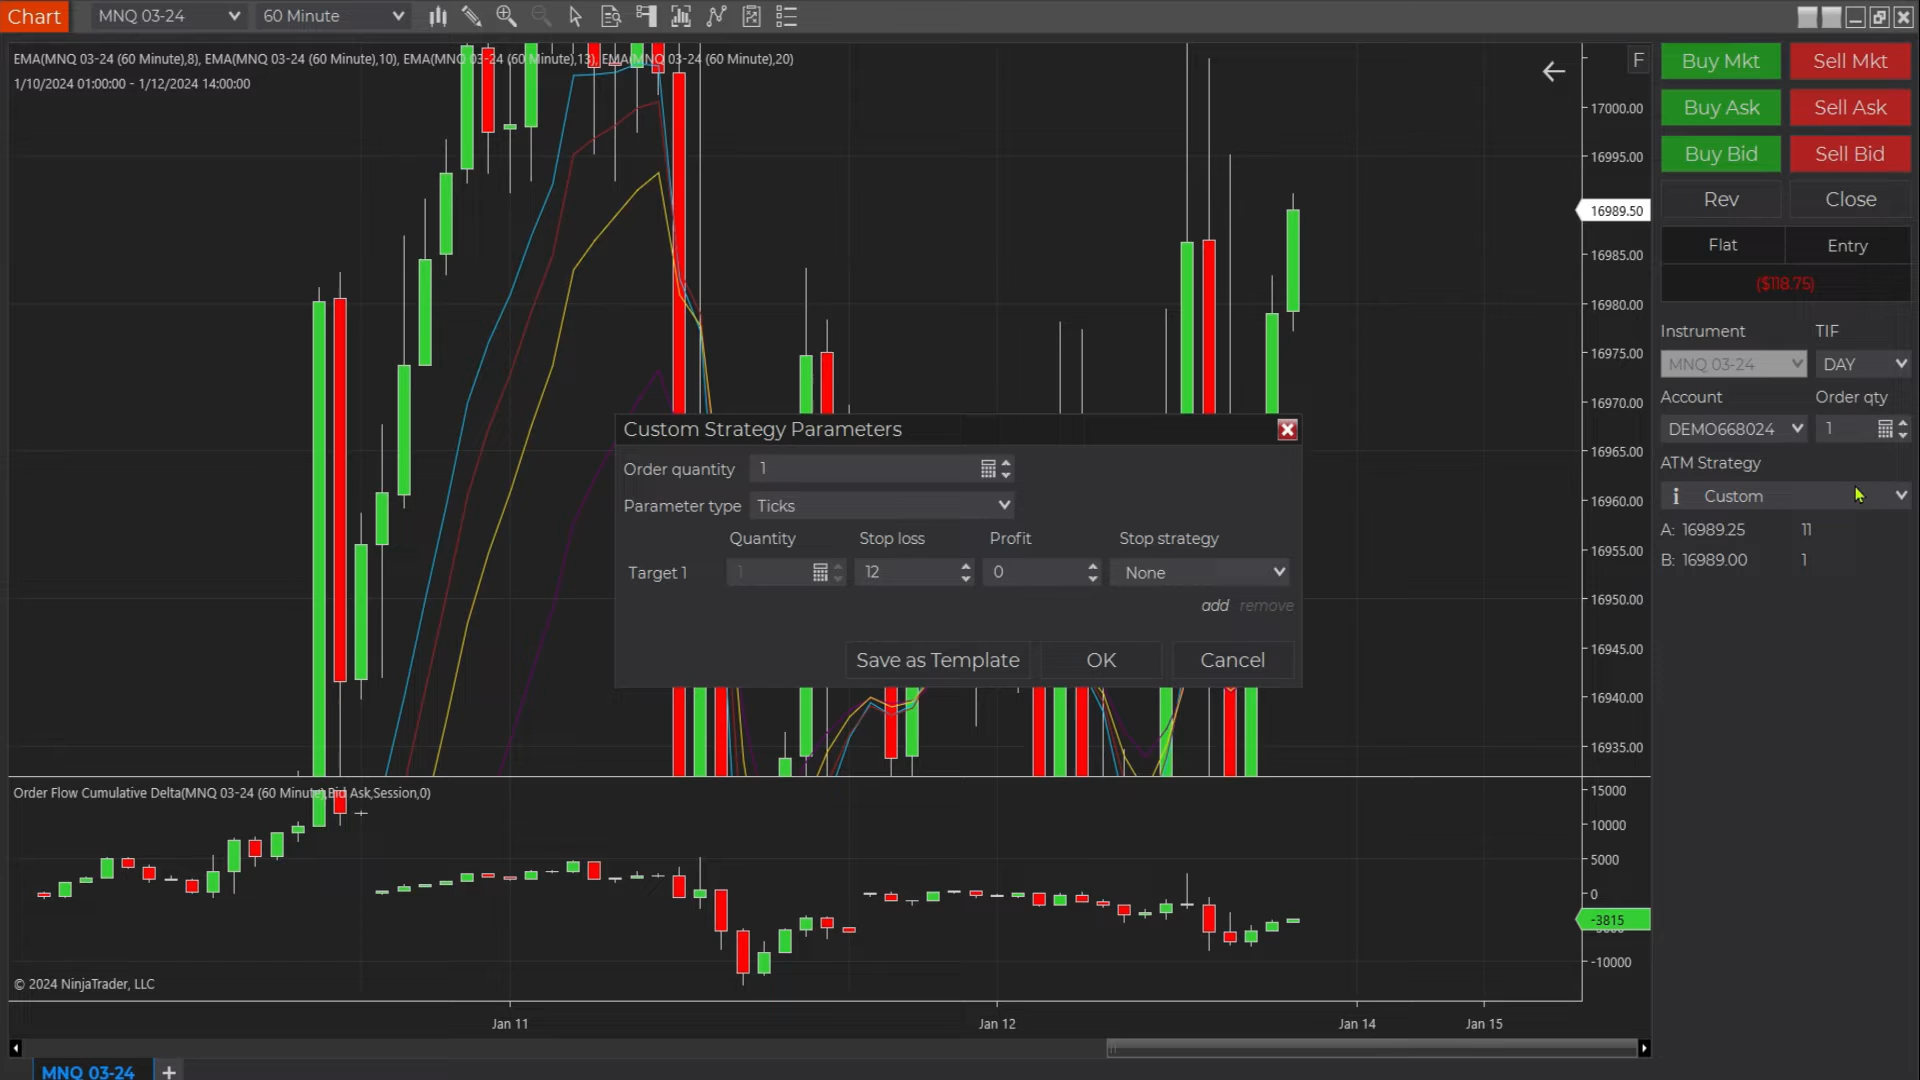 Chart
MNQ 03-24
60 Minute
EMA(MNQ 03-24 (60 Minute),8), EMA(MNQ 03-24 (60 Minute),10), EMA(MNQ 03-24 (60 Minute),13), EMA(MNQ 03-24 (60 Minute),20)
1/10/2024 01:00:00 - 1/12/2024 14:00:00
F
17000.00
16995.00
16989.50
16985.00
16980.00
16975.00
16970.00
16965.00
16960.00
16955.00
16950.00
16945.00
16940.00
16935.00
Buy Mkt
Sell Mkt
Buy Ask
Sell Ask
Buy Bid
Sell Bid
Rev
Close
Flat
Entry
($118.75)
Instrument
TIF
MNQ 03-24
DAY
Account
Order qty
DEMO668024
1
ATM Strategy
i
Custom
A: 16989.25
11
B: 16989.00
1
Custom Strategy Parameters
Order quantity
1
Parameter type
Ticks
Quantity
Stop loss
Profit
Stop strategy
Target 1
1
12
0
None
add
remove
Save as Template
OK
Cancel
Order Flow Cumulative Delta(MNQ 03-24 (60 Minute),Bid Ask,Session,0)
15000
10000
5000
0
-3815
-10000
© 2024 NinjaTrader, LLC
Jan 11
Jan 12
Jan 14
Jan 15
MNQ 03-24
+